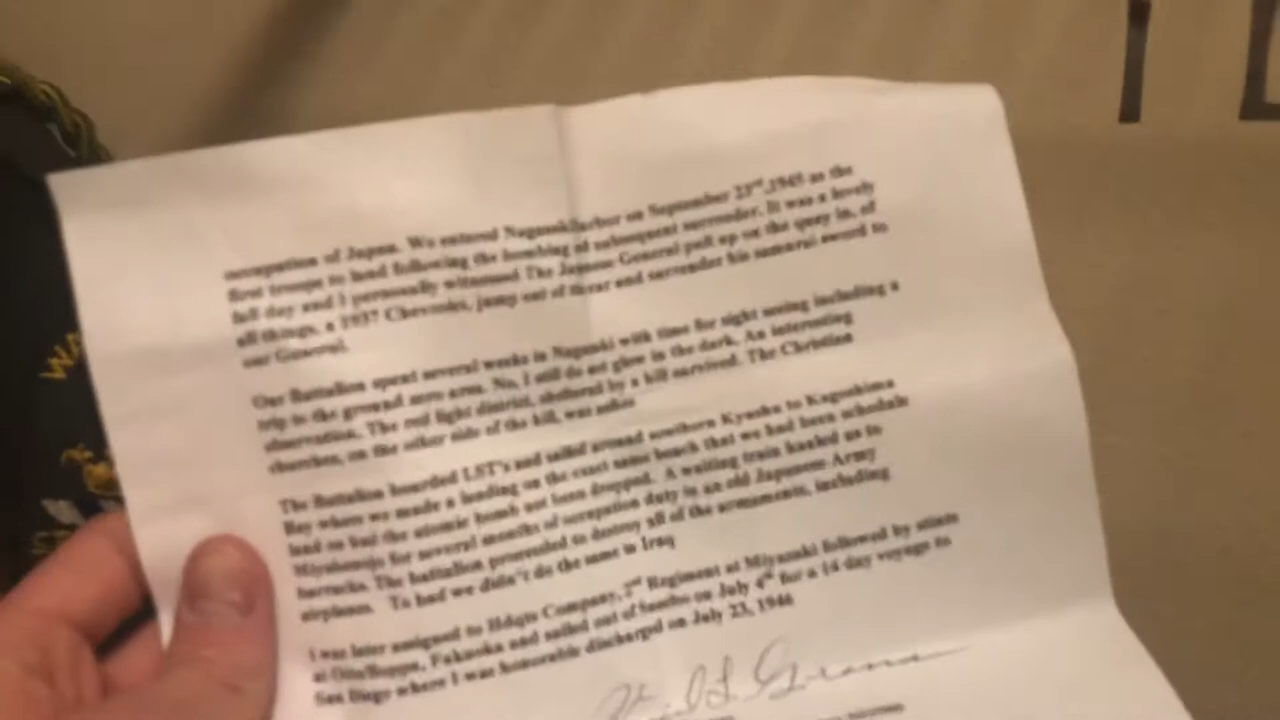 occupation of Japan. We entered Nagasaki harbor on September 23rd, 1945 as the
first troops to land following the bombing of subsequent surrender. It was a lovely
fall day and I personally witnessed The Japanese General pull up on the quay in, of
all things, a 1937 Chevrolet, jump out of the car and surrender his samurai sword to
our General.
Our Battalion spent several weeks in with time for sight seeing including a
trip to the ground zero area. No, I still do not glow in the dark. An interesting
observation. The red light district, sheltered by a hill survived. The Christian
churches, on the other side of the hill, was ashes
The Battalion boarded LST's and sailed around southern Kyushu to Kagoshima
Bay where we made a landing on the exact same beach that we had been schedule
land on had the atomic bomb not been dropped. A waiting train hauled us to
for several months of occupation duty in an old Japanese Army
barracks. The battalion proceeded to destroy all of the armaments, including
airplanes. To bad we didn't do the same in Iraq
I was later assigned to Hdqts Company, 2nd Regiment at Miyazaki followed by stints
at Fukuoka and sailed out of Sasebo on July 4th for a 14 day voyage to
San Diego where I was honorable discharged on July 23, 1946